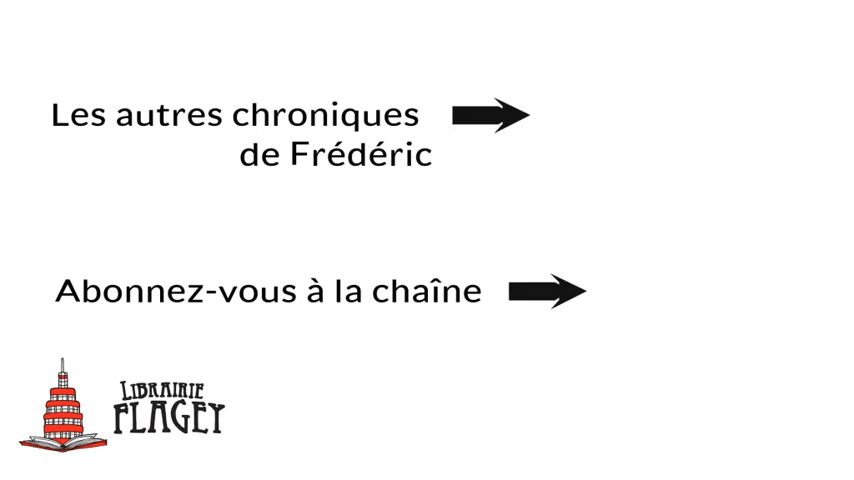 Les autres chroniques
de Frédéric
Abonnez-vous à la chaîne
LIBRAIRIE
FLAGEY